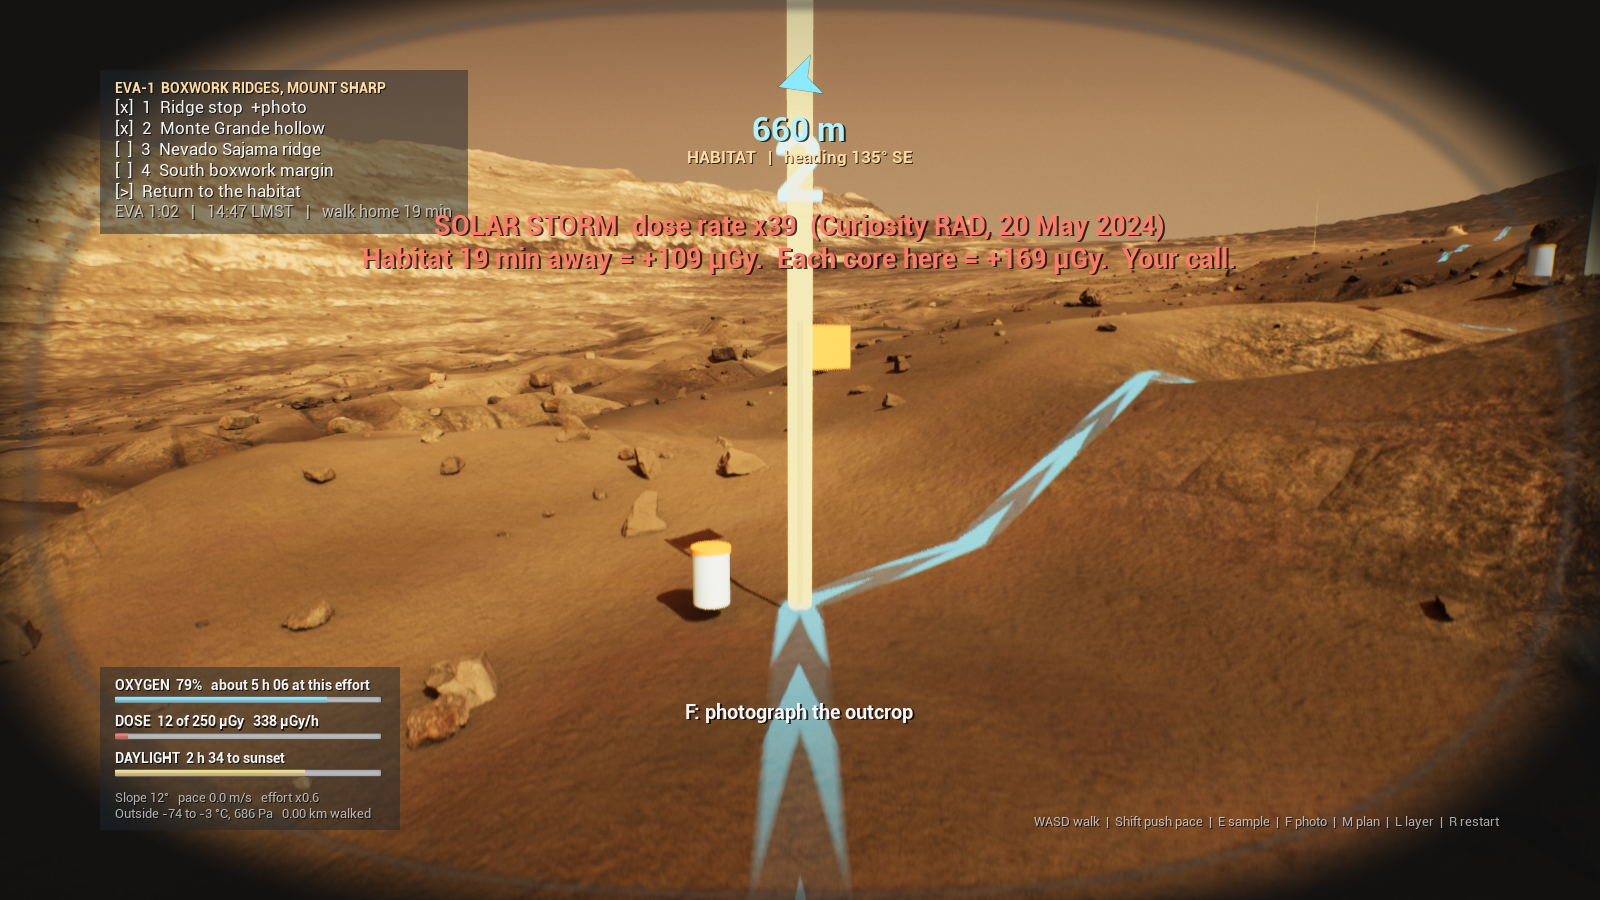 EVA-1 BOXWORK RIDGES, MOUNT SHARP
[x] 1 Ridge stop +photo
[x] 2 Monte Grande hollow
[ ] 3 Nevado Sajama ridge
[ ] 4 South boxwork margin
[>] Return to the habitat
EVA 1:02 | 14:47 LMST | walk home 19 min
660 m
HABITAT | heading 135° SE
2
SOLAR STORM dose rate x39 (Curiosity RAD, 20 May 2024)
Habitat 19 min away = +109 µGy. Each core here = +169 µGy. Your call.
F: photograph the outcrop
OXYGEN 79% about 5 h 06 at this effort
DOSE 12 of 250 µGy 338 µGy/h
DAYLIGHT 2 h 34 to sunset
Slope 12° pace 0.0 m/s effort x0.6
Outside -74 to -3 °C, 686 Pa 0.00 km walked
WASD walk | Shift push pace | E sample | F photo | M plan | L layer | R restart